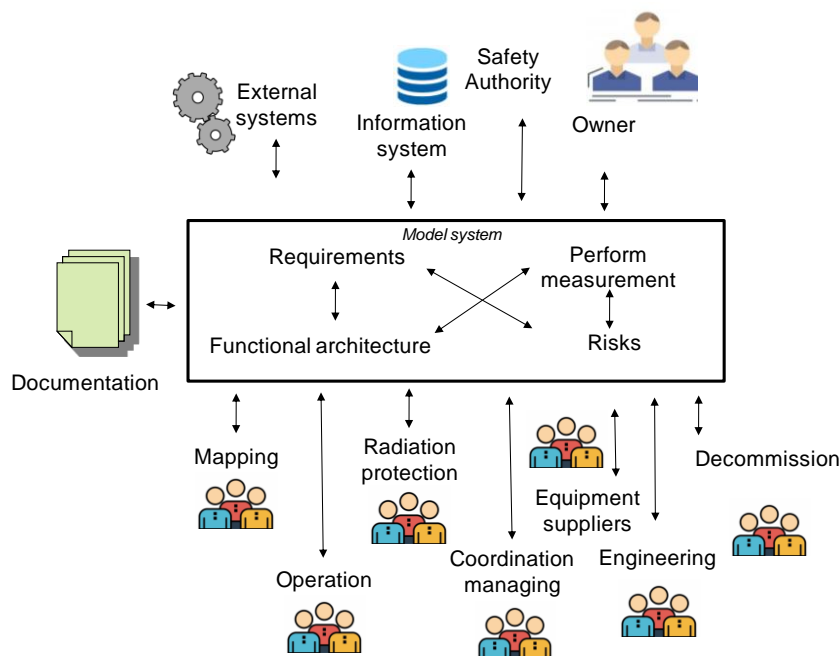 Safety
Authority
External
systems
Information
system
Owner
Model system
Requirements
Perform
measurement
Functional architecture
Risks
Documentation
Mapping
Radiation
protection
Decommission
Equipment
suppliers
Operation
Coordination
managing
Engineering